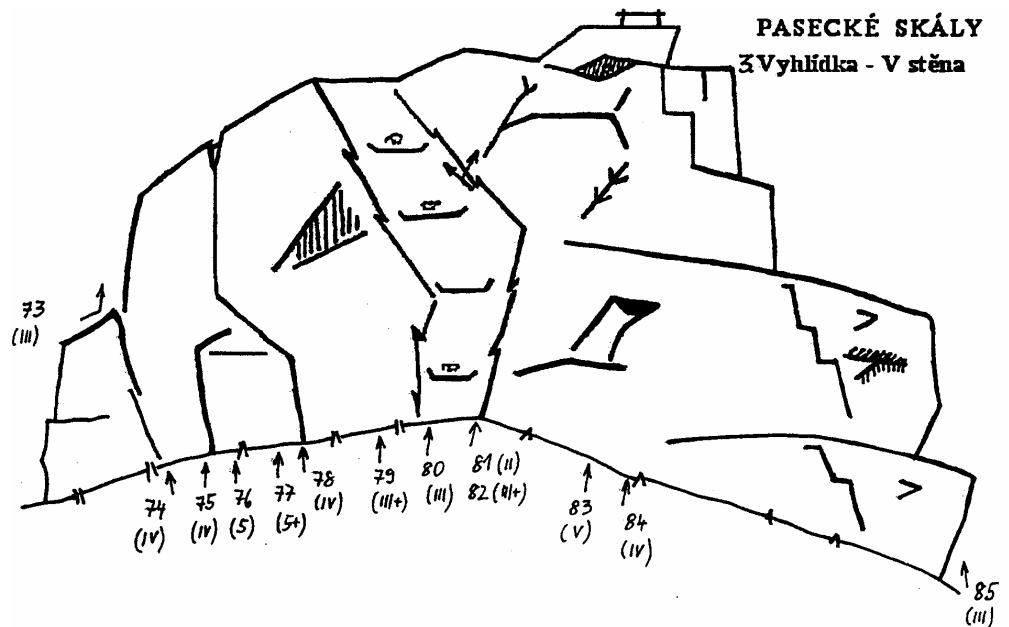 PASECKÉ SKÁLY
3. Vyhlídka - V stěna
73
(III)
74
(IV)
75
(IV)
76
(5)
77
(5+)
78
(IV)
79
(III+)
80
(III)
81 (II)
82 (III+)
83
(V)
84
(IV)
85
(III)